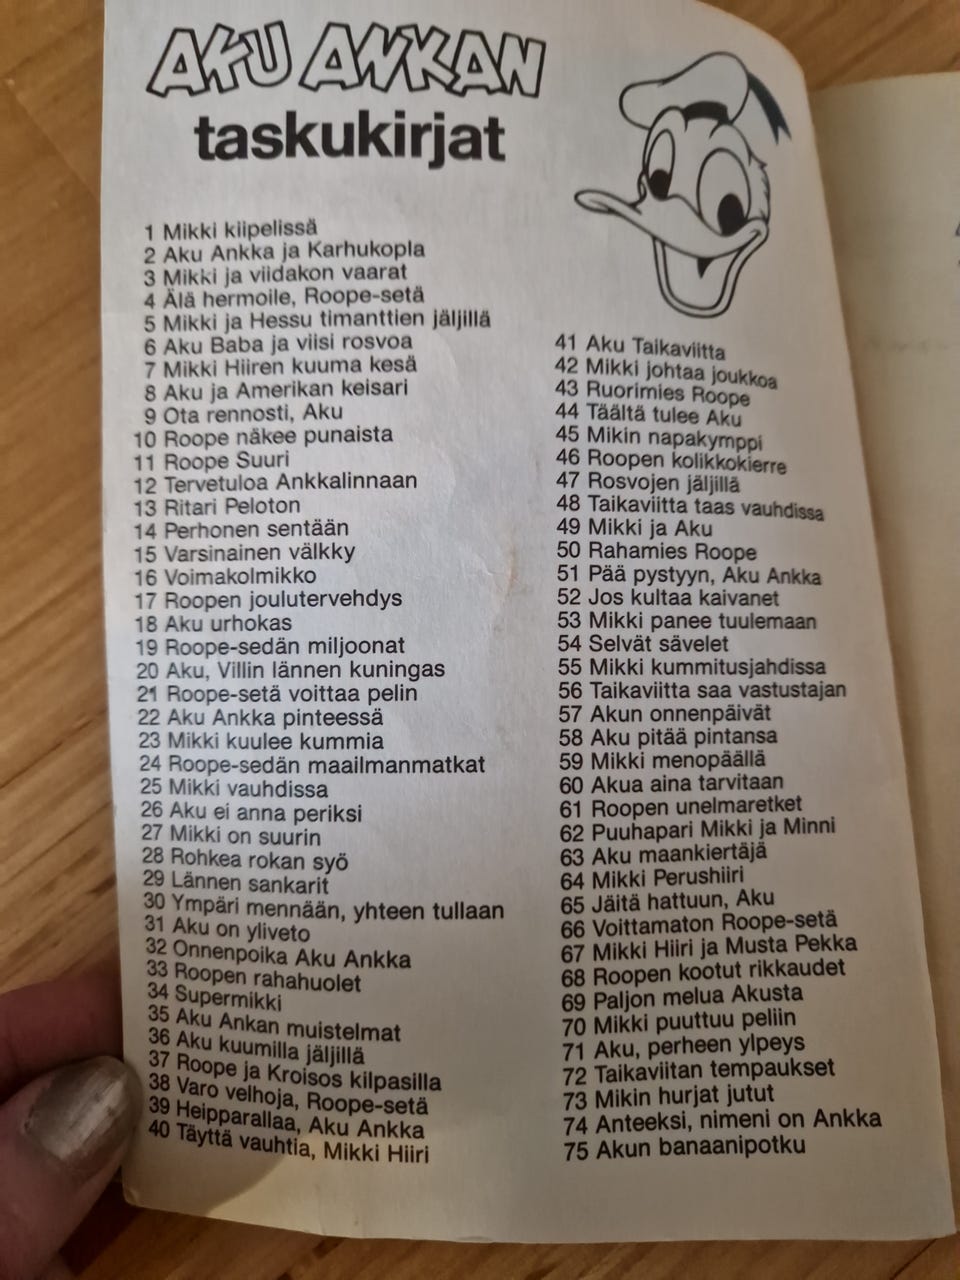 AKU ANKAN
taskukirjat
1 Mikki kiipelissä
2 Aku Ankka ja Karhukopla
3 Mikki ja viidakon vaarat
4 Älä hermoile, Roope-setä
5 Mikki ja Hessu timanttien jäljillä
6 Aku Baba ja viisi rosvoa
7 Mikki Hiiren kuuma kesä
8 Aku ja Amerikan keisari
9 Ota rennosti, Aku
10 Roope näkee punaista
11 Roope Suuri
12 Tervetuloa Ankkalinnaan
13 Ritari Peloton
14 Perhonen sentään
15 Varsinainen välkky
16 Voimakolmikko
17 Roopen joulutervehdys
18 Aku urhokas
19 Roope-sedän miljoonat
20 Aku, Villin lännen kuningas
21 Roope-setä voittaa pelin
22 Aku Ankka pinteessä
23 Mikki kuulee kummia
24 Roope-sedän maailmanmatkat
25 Mikki vauhdissa
26 Aku ei anna periksi
27 Mikki on suurin
28 Rohkea rokan syö
29 Lännen sankarit
30 Ympäri mennään, yhteen tullaan
31 Aku on yliveto
32 Onnenpoika Aku Ankka
33 Roopen rahahuolet
34 Supermikki
35 Aku Ankan muistelmat
36 Aku kuumilla jäljillä
37 Roope ja Kroisos kilpasilla
38 Varo velhoja, Roope-setä
39 Heipparallaa, Aku Ankka
40 Täyttä vauhtia, Mikki Hiiri
41 Aku Taikaviitta
42 Mikki johtaa joukkoa
43 Ruorimies Roope
44 Täältä tulee Aku
45 Mikin napakymppi
46 Roopen kolikkokierre
47 Rosvojen jäljillä
48 Taikaviitta taas vauhdissa
49 Mikki ja Aku
50 Rahamies Roope
51 Pää pystyyn, Aku Ankka
52 Jos kultaa kaivanet
53 Mikki panee tuulemaan
54 Selvät sävelet
55 Mikki kummitusjahdissa
56 Taikaviitta saa vastustajan
57 Akun onnenpäivät
58 Aku pitää pintansa
59 Mikki menopäällä
60 Akua aina tarvitaan
61 Roopen unelmaretket
62 Puuhapari Mikki ja Minni
63 Aku maankiertäjä
64 Mikki Perushiiri
65 Jäitä hattuun, Aku
66 Voittamaton Roope-setä
67 Mikki Hiiri ja Musta Pekka
68 Roopen kootut rikkaudet
69 Paljon melua Akusta
70 Mikki puuttuu peliin
71 Aku, perheen ylpeys
72 Taikaviitan tempaukset
73 Mikin hurjat jutut
74 Anteeksi, nimeni on Ankka
75 Akun banaanipotku